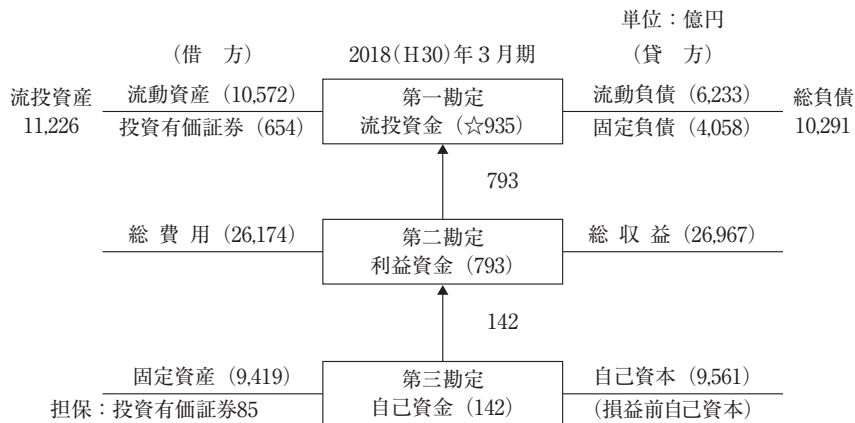 単位：億円
（借　方）　2018（H30）年３月期　（貸　方）
流投資産
11,226
流動資産（10,572）
投資有価証券（654）
第一勘定
流投資金（☆935）
流動負債（6,233）
固定負債（4,058）
総負債
10,291
793
総 費 用（26,174）
第二勘定
利益資金（793）
総 収 益（26,967）
142
固定資産（9,419）
担保：投資有価証券85
第三勘定
自己資金（142）
自己資本（9,561）
（損益前自己資本）